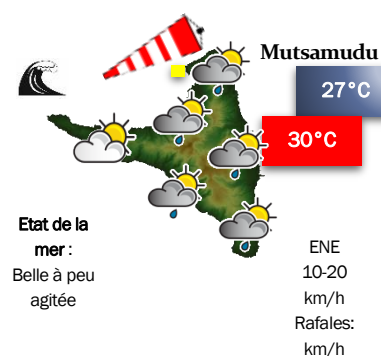 Mutsamudu
27°C
30°C
Etat de la
mer :
Belle à peu
agitée
ENE
10-20
km/h
Rafales:
km/h